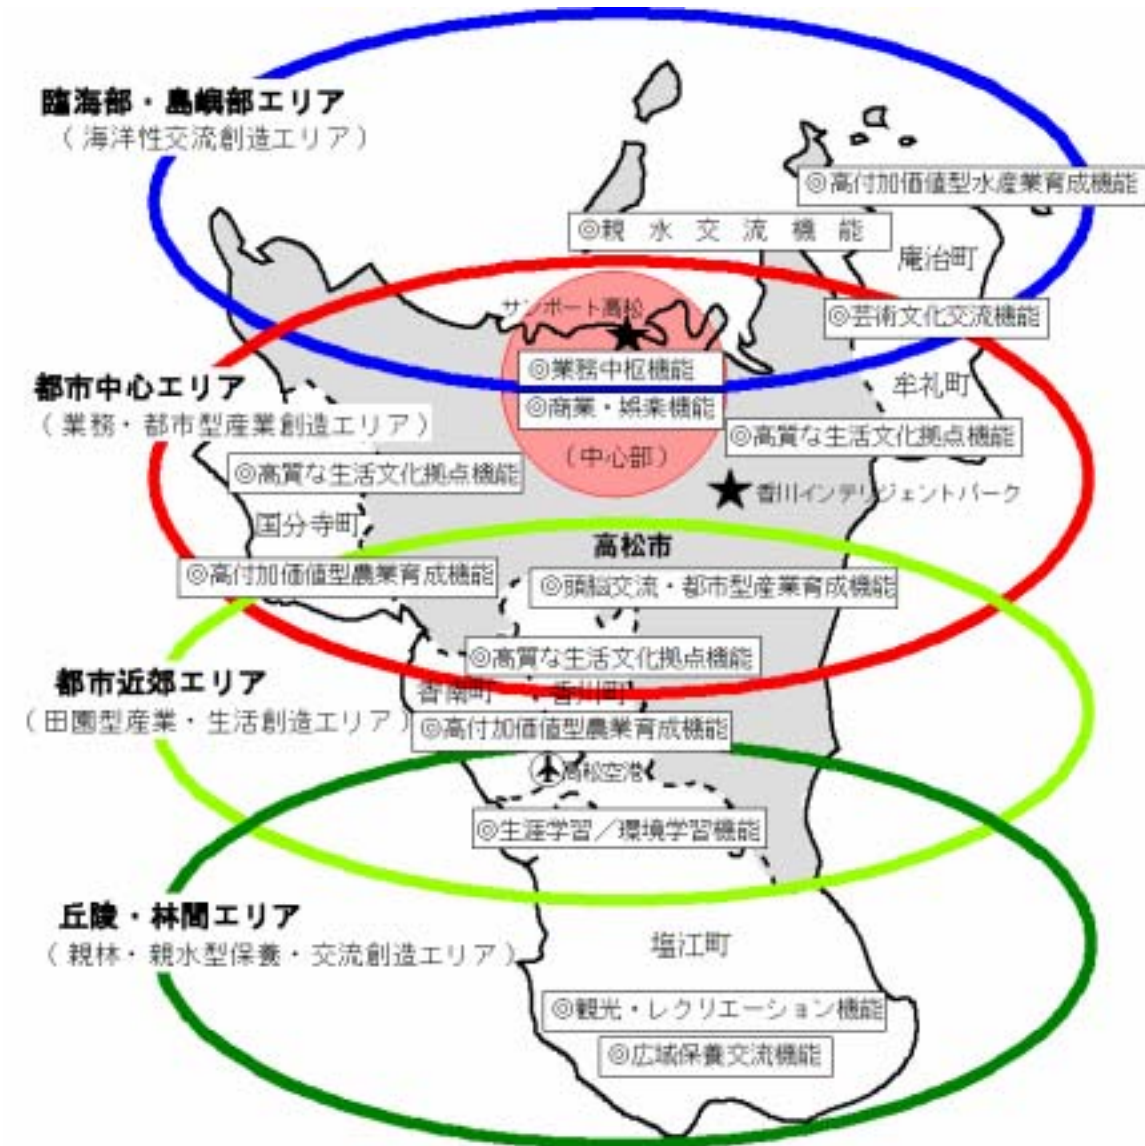 臨海部・島嶼部エリア
(海洋性交流創造エリア)
◎高付加価値型水産業育成機能
◎親水交流機能
庵治町
サンポート高松
◎芸術文化交流機能
◎業務中枢機能
都市中心エリア
(業務・都市型産業創造エリア)
牟礼町
◎商業・娯楽機能
◎高質な生活文化拠点機能
(中心部)
◎高質な生活文化拠点機能
香川インテリジェントパーク
国分寺町
高松市
◎高付加価値型農業育成機能
◎頭脳交流・都市型産業育成機能
◎高質な生活文化拠点機能
都市近郊エリア
(田園型産業・生活創造エリア)
香南町
香川町
◎高付加価値型農業育成機能
高松空港
◎生涯学習/環境学習機能
丘陵・林間エリア
(親林・親水型保養・交流創造エリア)
塩江町
◎観光・レクリエーション機能
◎広域保養交流機能